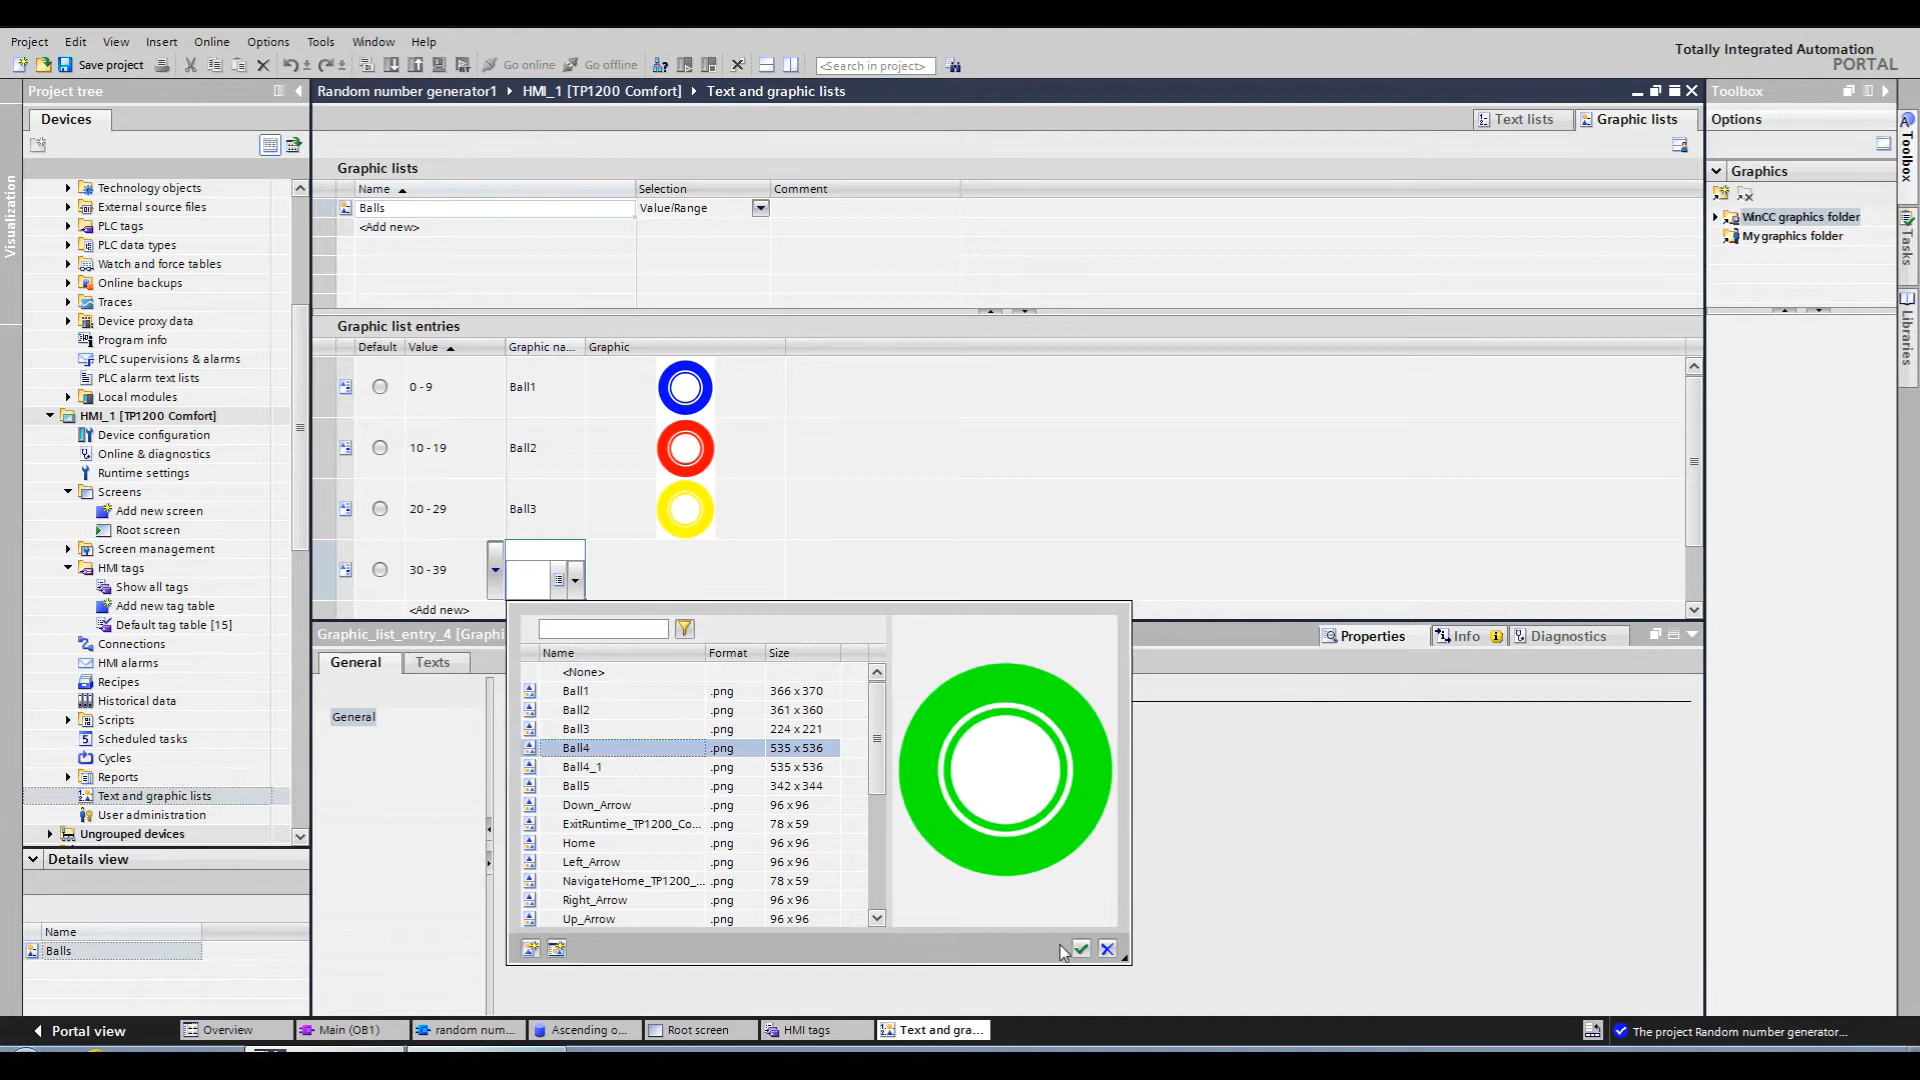 Project Edit View Insert Online Options Tools Window Help
Totally Integrated Automation
PORTAL
Save project
Go online
Go offline
<Search in project>
Project tree
Random number generator1
HMI_1 [TP1200 Comfort]
Text and graphic lists
Toolbox
Devices
Text lists
Graphic lists
Options
Visualization
Technology objects
External source files
PLC tags
PLC data types
Watch and force tables
Online backups
Traces
Device proxy data
Program info
PLC supervisions & alarms
PLC alarm text lists
Local modules
HMI_1 [TP1200 Comfort]
Device configuration
Online & diagnostics
Runtime settings
Screens
Add new screen
Root screen
Screen management
HMI tags
Show all tags
Add new tag table
Default tag table [15]
Connections
HMI alarms
Recipes
Historical data
Scripts
Scheduled tasks
Cycles
Reports
Text and graphic lists
User administration
Ungrouped devices
Details view
Name
Balls
Graphic lists
Name Selection Comment
Balls Value/Range
<Add new>
Graphic list entries
Default Value Graphic na... Graphic
0 - 9 Ball1
10 - 19 Ball2
20 - 29 Ball3
30 - 39
<Add new>
Graphic_list_entry_4 [Graphi
Properties
Info
Diagnostics
General
Texts
General
Name Format Size
<None>
Ball1 .png 366 x 370
Ball2 .png 361 x 360
Ball3 .png 224 x 221
Ball4 .png 535 x 536
Ball4_1 .png 535 x 536
Ball5 .png 342 x 344
Down_Arrow .png 96 x 96
ExitRuntime_TP1200_Co... .png 78 x 59
Home .png 96 x 96
Left_Arrow .png 96 x 96
NavigateHome_TP1200_... .png 78 x 59
Right_Arrow .png 96 x 96
Up_Arrow .png 96 x 96
Graphics
WinCC graphics folder
My graphics folder
Toolbox
Tasks
Libraries
Portal view
Overview
Main (OB1)
random num...
Ascending o...
Root screen
HMI tags
Text and gra...
The project Random number generator...